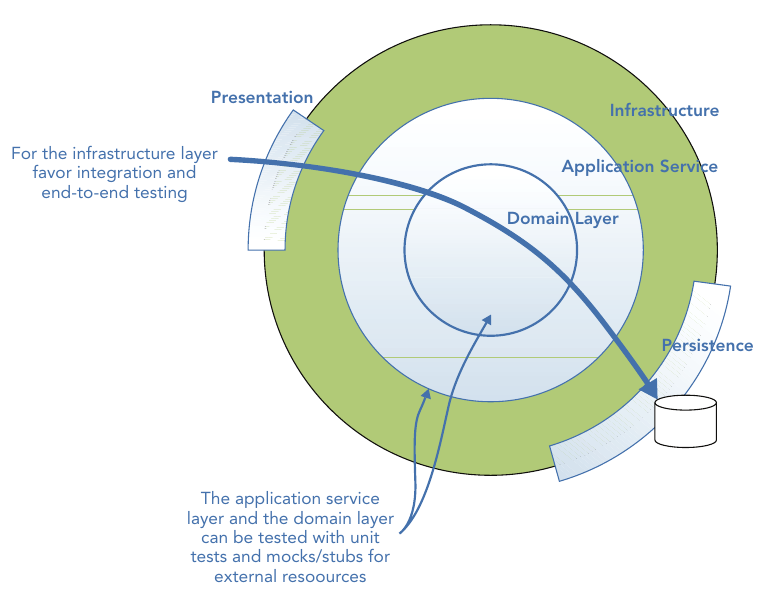 Presentation
Infrastructure
For the infrastructure layer
favor integration and
end-to-end testing
Application Service
Domain Layer
Persistence
The application service
layer and the domain layer
can be tested with unit
tests and mocks/stubs for
external resoources